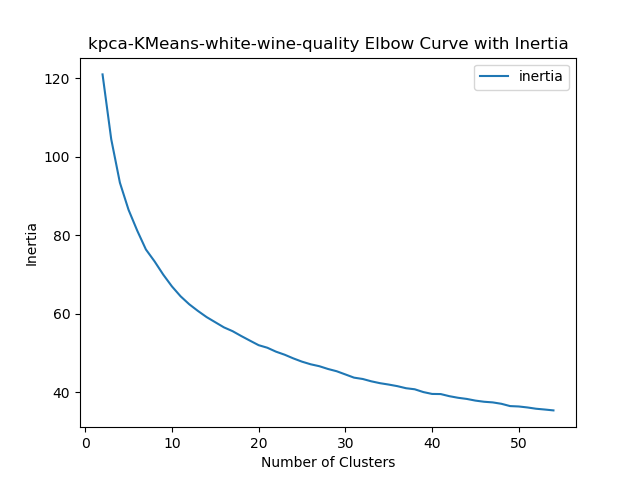 kpca-KMeans-white-wine-quality Elbow Curve with Inertia
inertia
120
100
80
60
40
Inertia
0 10 20 30 40 50
Number of Clusters